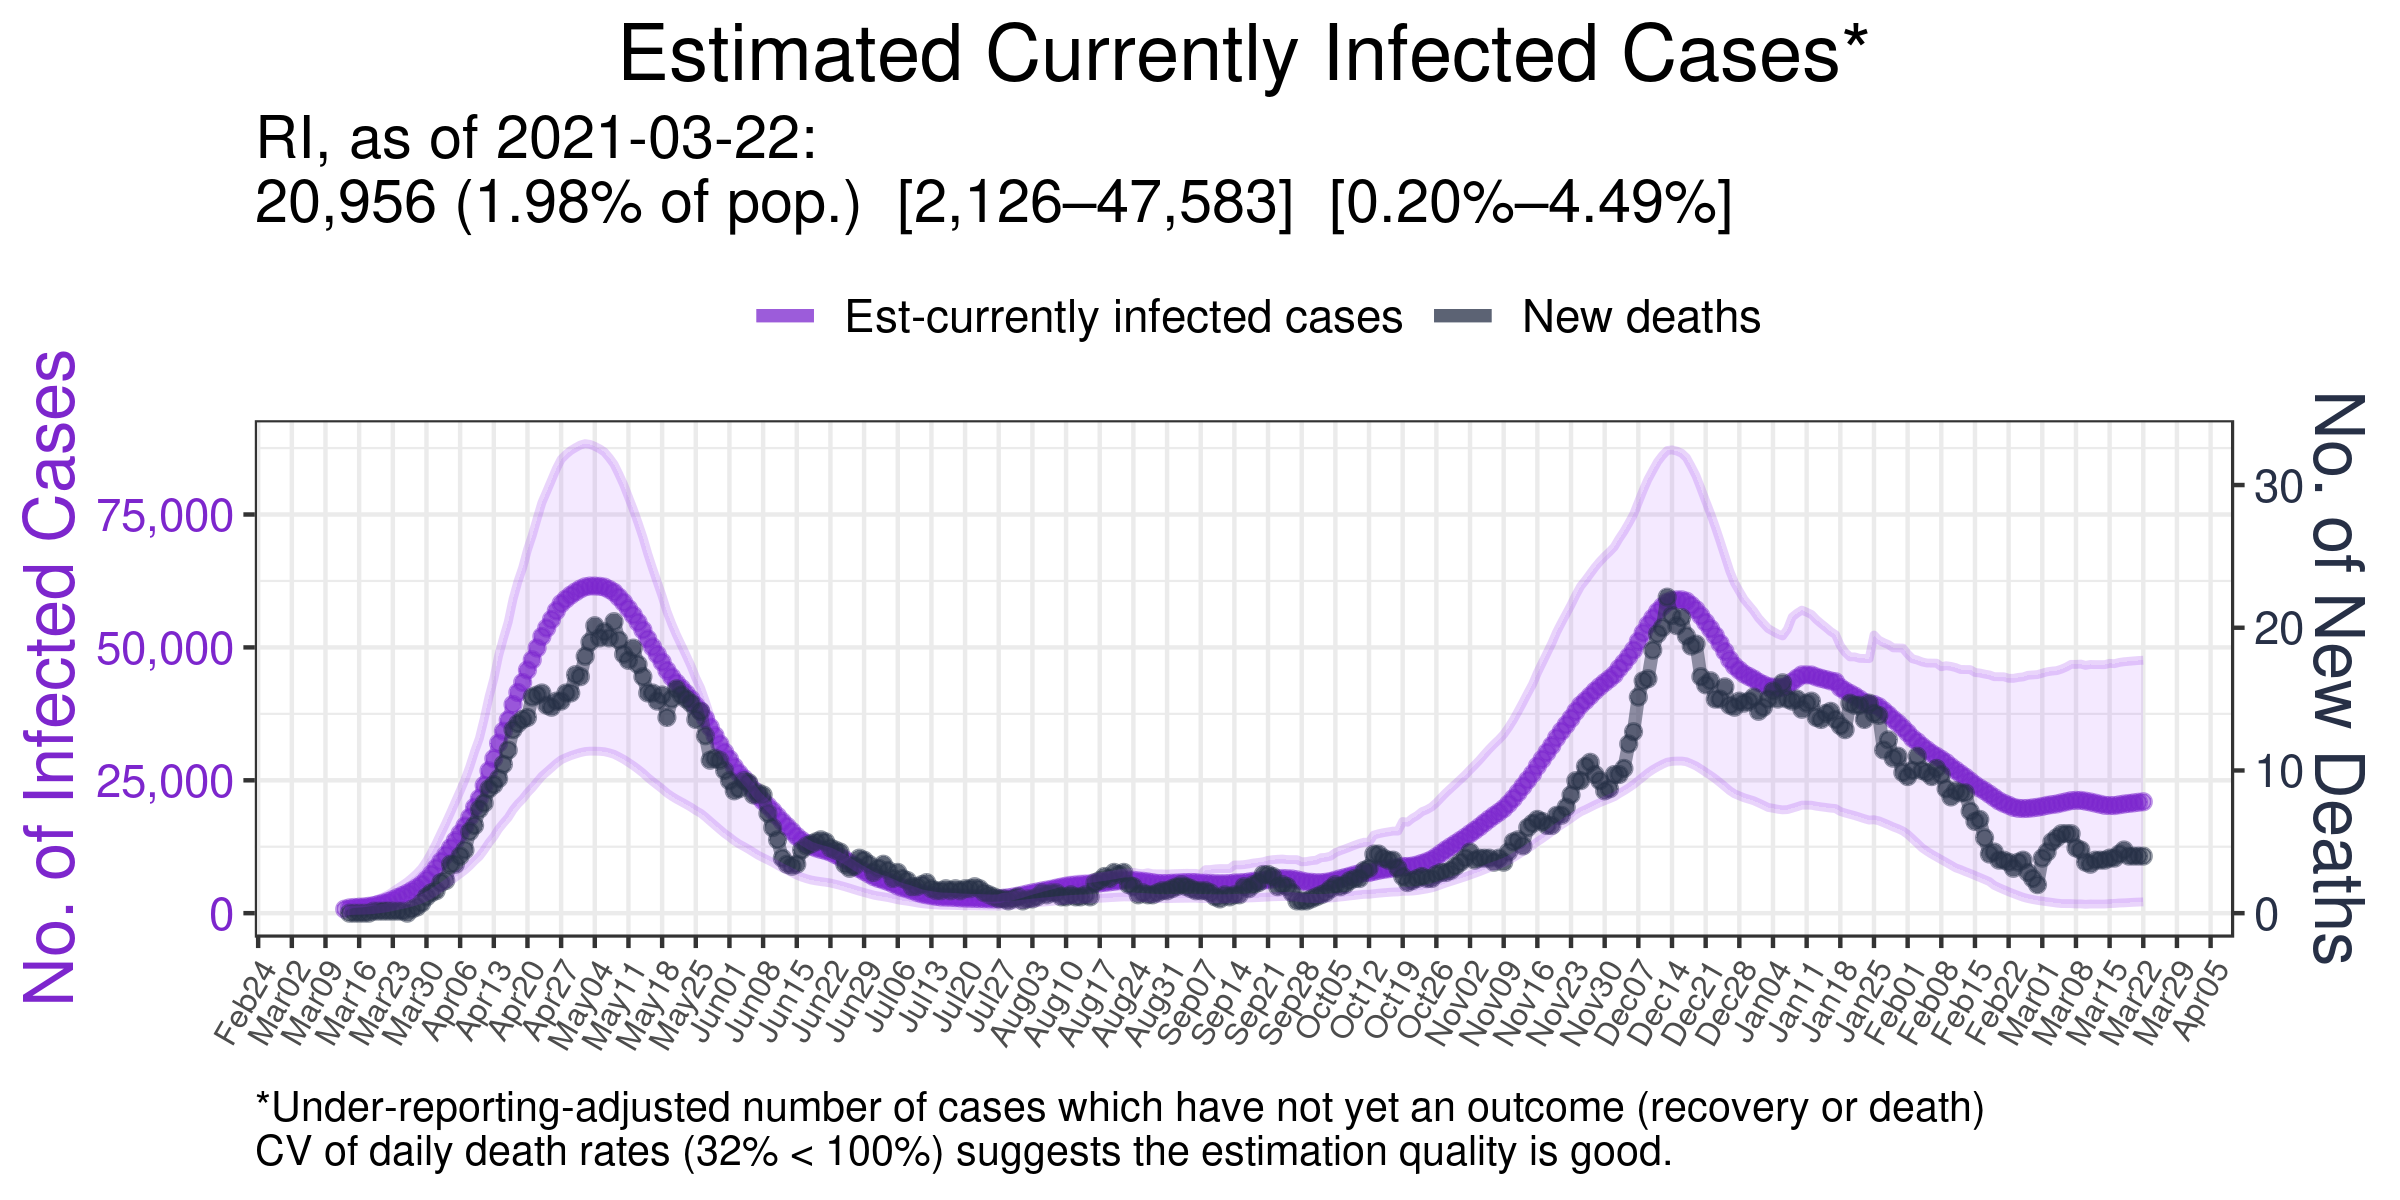 Estimated Currently Infected Cases*
RI, as of 2021-03-22:
20,956 (1.98% of pop.) [2,126–47,583] [0.20%–4.49%]
Est-currently infected cases
New deaths
No. of Infected Cases
75,000
50,000
25,000
0
No. of New Deaths
30
20
10
0
Feb24
Mar02
Mar09
Mar16
Mar23
Mar30
Apr06
Apr13
Apr20
Apr27
May04
May11
May18
May25
Jun01
Jun08
Jun15
Jun22
Jun29
Jul06
Jul13
Jul20
Jul27
Aug03
Aug10
Aug17
Aug24
Aug31
Sep07
Sep14
Sep21
Sep28
Oct05
Oct12
Oct19
Oct26
Nov02
Nov09
Nov16
Nov23
Nov30
Dec07
Dec14
Dec21
Dec28
Jan04
Jan11
Jan18
Jan25
Feb01
Feb08
Feb15
Feb22
Mar01
Mar08
Mar15
Mar22
Mar29
Apr05
*Under-reporting-adjusted number of cases which have not yet an outcome (recovery or death)
CV of daily death rates (32% < 100%) suggests the estimation quality is good.